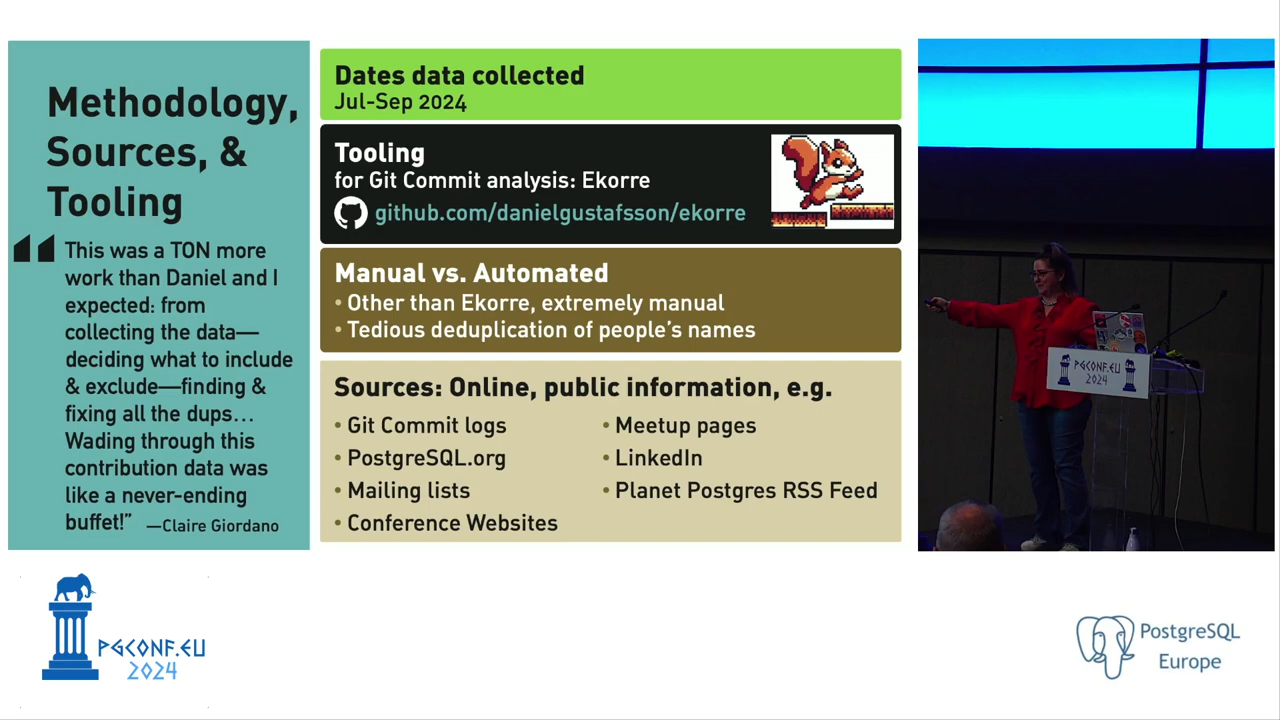 Methodology,
Sources, &
Tooling
"This was a TON more
work than Daniel and I
expected: from
collecting the data—
deciding what to include
& exclude—finding &
fixing all the dups…
Wading through this
contribution data was
like a never-ending
buffet!” —Claire Giordano
Dates data collected
Jul-Sep 2024
Tooling
for Git Commit analysis: Ekorre
github.com/danielgustafsson/ekorre
Manual vs. Automated
• Other than Ekorre, extremely manual
• Tedious deduplication of people’s names
Sources: Online, public information, e.g.
• Git Commit logs
• PostgreSQL.org
• Mailing lists
• Conference Websites
• Meetup pages
• LinkedIn
• Planet Postgres RSS Feed
PGCONF.EU
2024
PGCONF.EU
2024
PostgreSQL
Europe